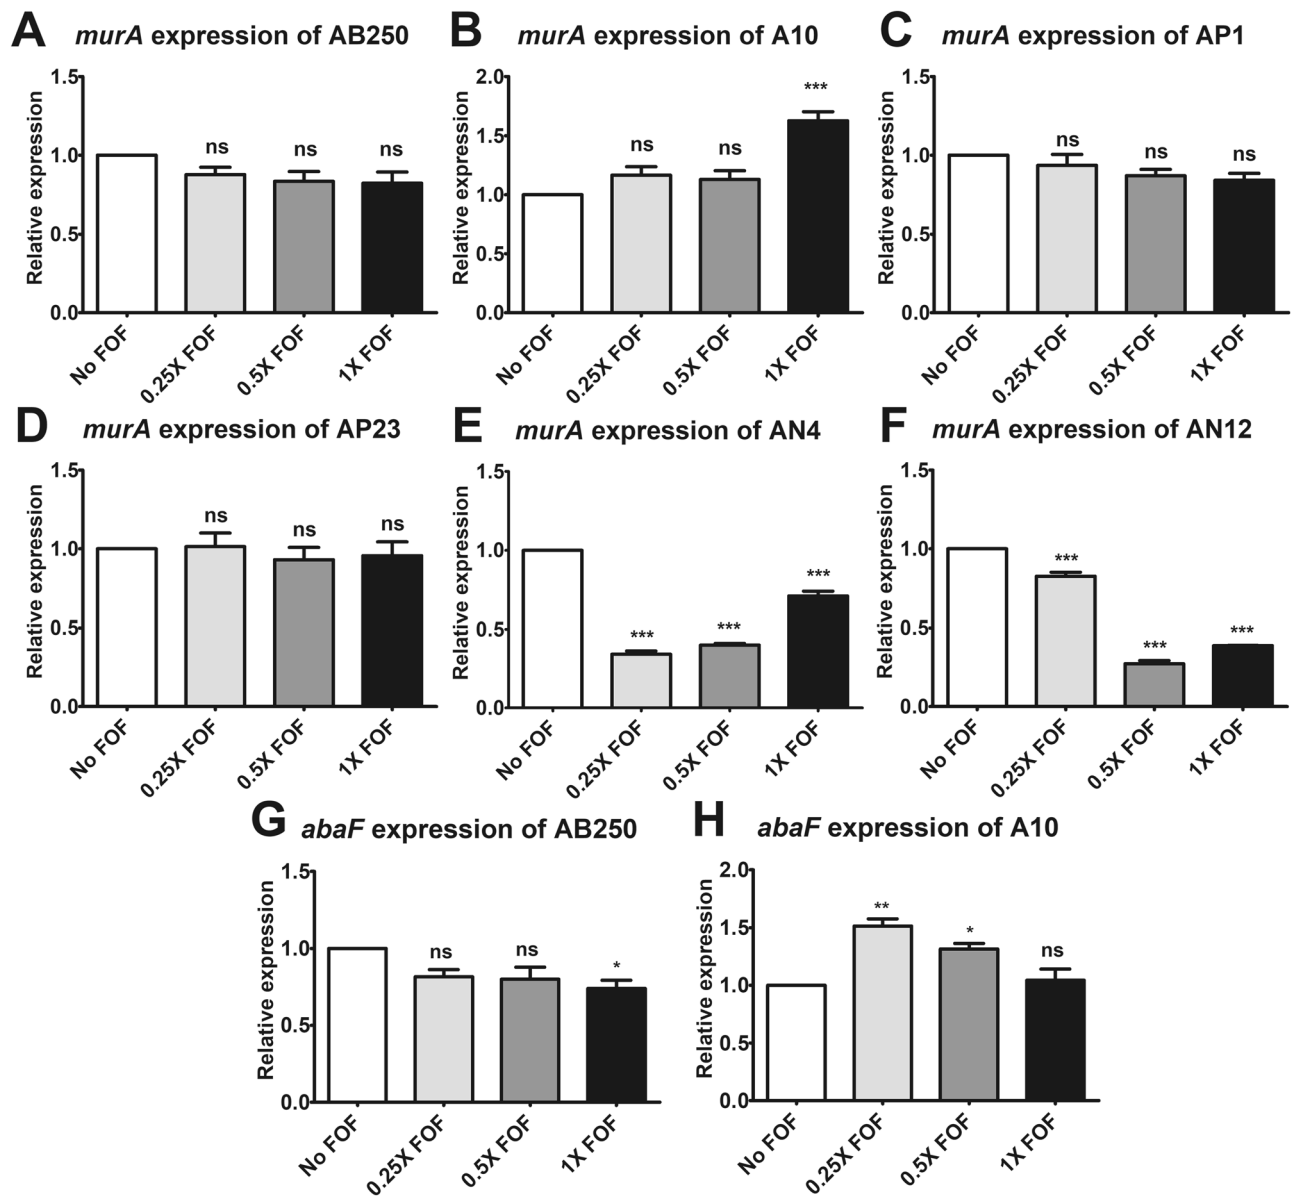 A murA expression of AB250
Relative expression
1.5
1.0
0.5
0.0
ns
ns
ns
No FOF
0.25X FOF
0.5X FOF
1X FOF
B murA expression of A10
Relative expression
2.0
1.5
1.0
0.5
0.0
ns
ns
***
No FOF
0.25X FOF
0.5X FOF
1X FOF
C murA expression of AP1
Relative expression
1.5
1.0
0.5
0.0
ns
ns
ns
No FOF
0.25X FOF
0.5X FOF
1X FOF
D murA expression of AP23
Relative expression
1.5
1.0
0.5
0.0
ns
ns
ns
No FOF
0.25X FOF
0.5X FOF
1X FOF
E murA expression of AN4
Relative expression
1.5
1.0
0.5
0.0
***
***
***
No FOF
0.25X FOF
0.5X FOF
1X FOF
F murA expression of AN12
Relative expression
1.5
1.0
0.5
0.0
***
***
***
No FOF
0.25X FOF
0.5X FOF
1X FOF
G abaF expression of AB250
Relative expression
1.5
1.0
0.5
0.0
ns
ns
*
No FOF
0.25X FOF
0.5X FOF
1X FOF
H abaF expression of A10
Relative expression
2.0
1.5
1.0
0.5
0.0
**
*
ns
No FOF
0.25X FOF
0.5X FOF
1X FOF